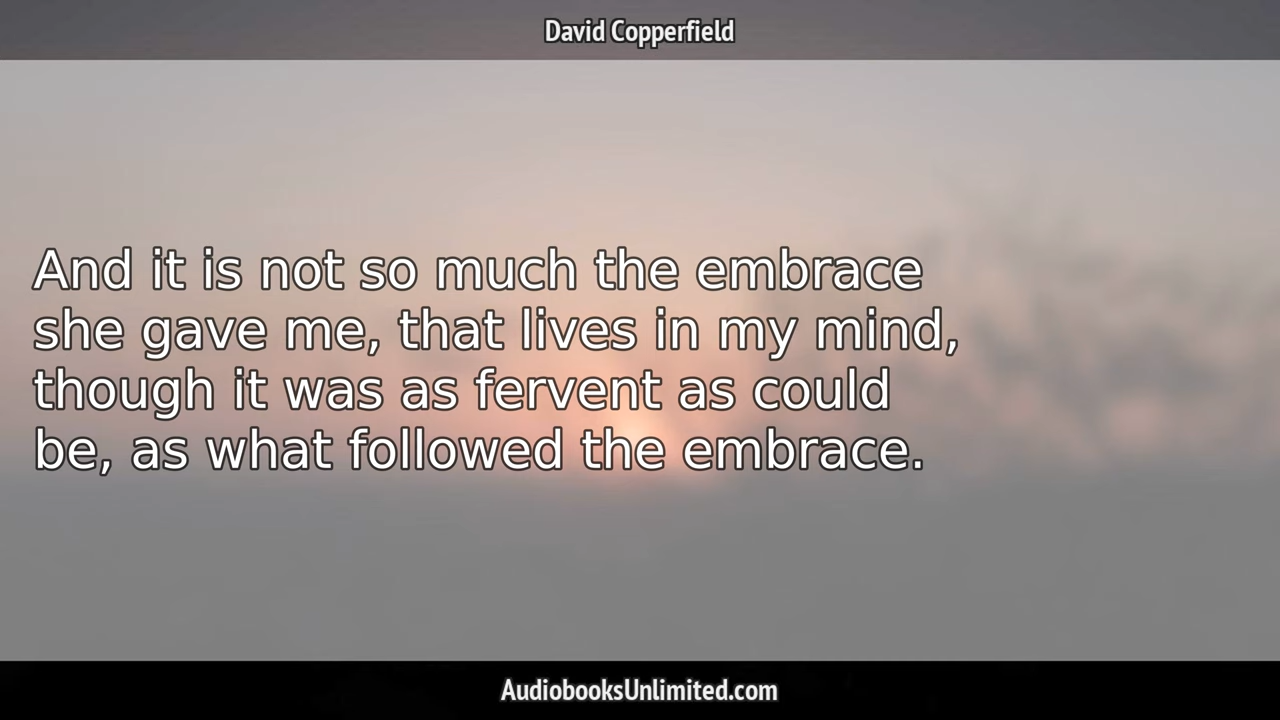 David Copperfield
And it is not so much the embrace
she gave me, that lives in my mind,
though it was as fervent as could
be, as what followed the embrace.
AudiobooksUnlimited.com